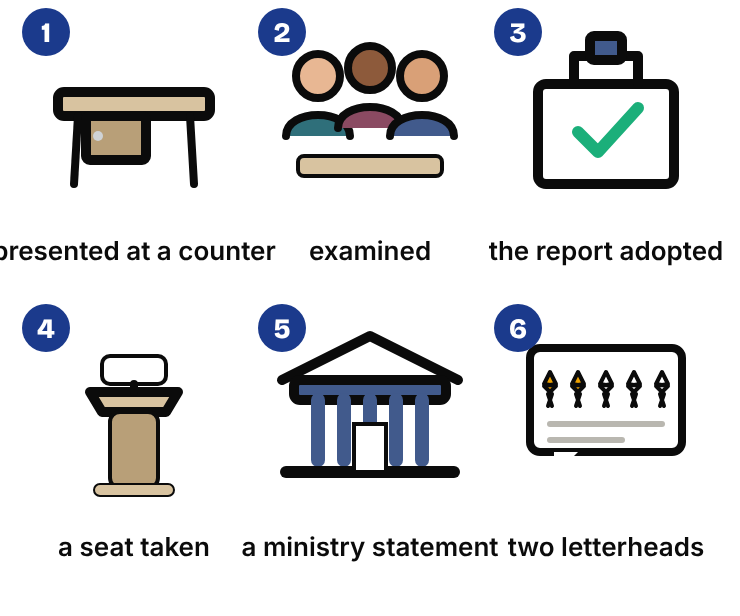 1
2
3
presented at a counter
examined
the report adopted
4
5
6
a seat taken
a ministry statement
two letterheads